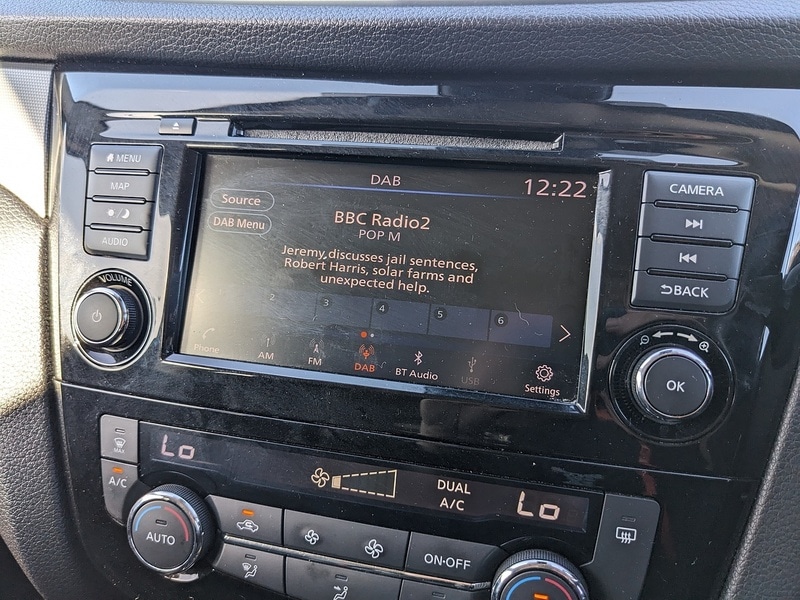 MENU
MAP
AUDIO
VOLUME
DAB
12:22
Source
DAB Menu
BBC Radio2
POP M
Jeremy discusses jail sentences,
Robert Harris, solar farms and
unexpected help.
2 3 4 5 6
Phone AM FM DAB BT Audio USB Settings
CAMERA
BACK
OK
MAX
A/C
Lo
DUAL
A/C
Lo
AUTO
ON·OFF